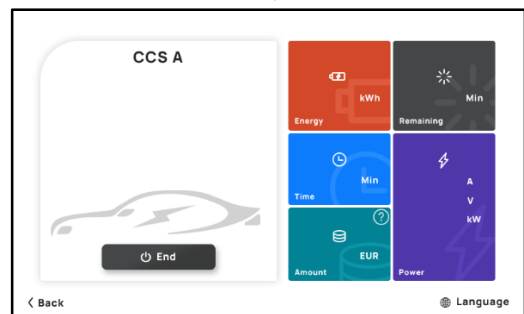 CCS A
End
kWh
Energy
Min
Remaining
Min
Time
A
V
kW
Power
?
EUR
Amount
Back
Language